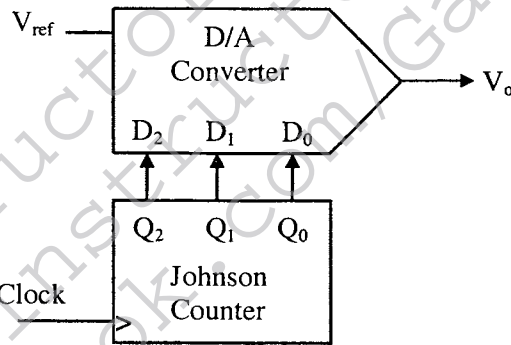 V_ref
D/A
Converter
V_o
D_2 D_1 D_0
Q_2 Q_1 Q_0
Johnson
Counter
Clock